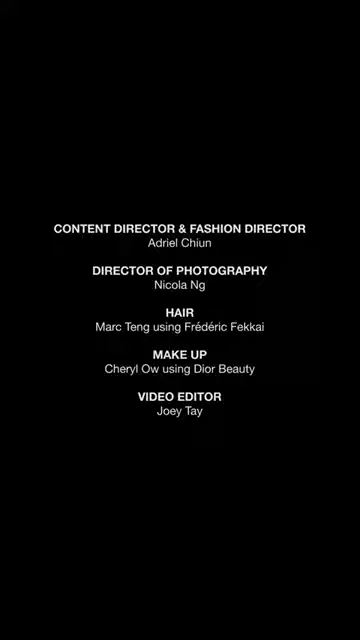 CONTENT DIRECTOR & FASHION DIRECTOR
Adriel Chiun
DIRECTOR OF PHOTOGRAPHY
Nicola Ng
HAIR
Marc Teng using Frédéric Fekkai
MAKE UP
Cheryl Ow using Dior Beauty
VIDEO EDITOR
Joey Tay